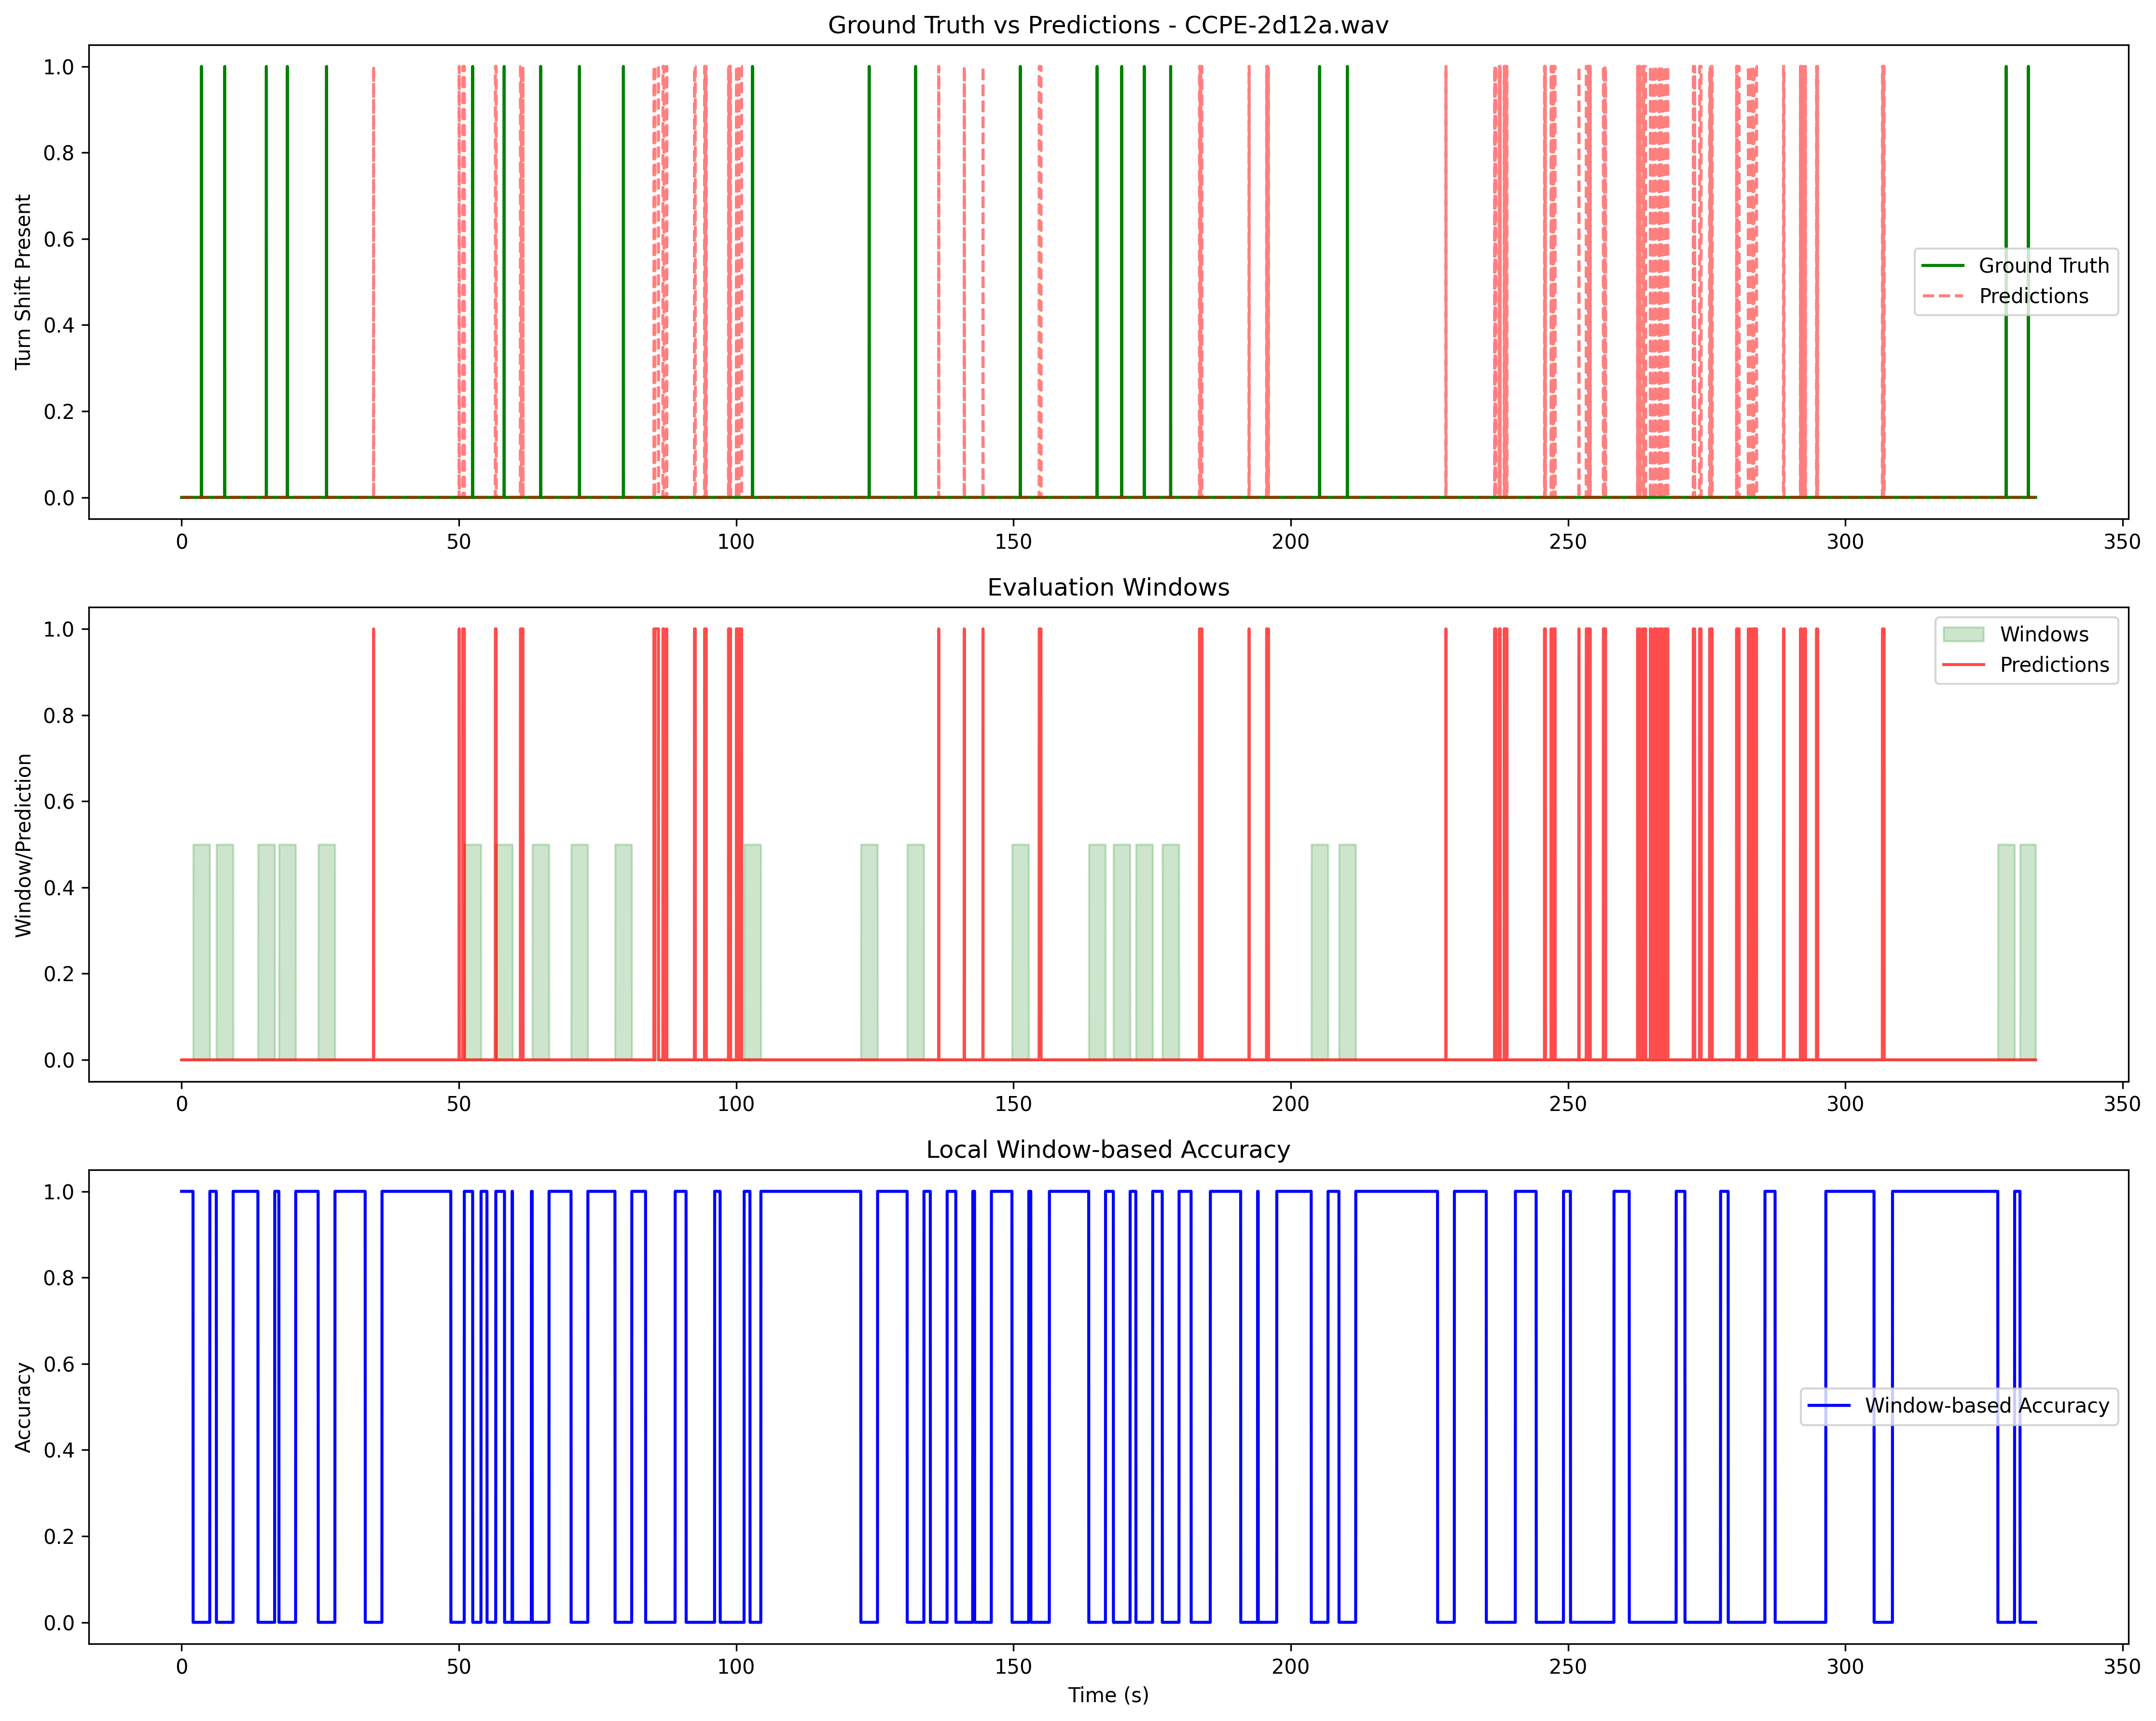 Ground Truth vs Predictions - CCPE-2d12a.wav
Turn Shift Present
1.0
0.8
0.6
0.4
0.2
0.0
Ground Truth
Predictions
0 50 100 150 200 250 300 350
Evaluation Windows
Window/Prediction
1.0
0.8
0.6
0.4
0.2
0.0
Windows
Predictions
0 50 100 150 200 250 300 350
Local Window-based Accuracy
Accuracy
1.0
0.8
0.6
0.4
0.2
0.0
Window-based Accuracy
0 50 100 150 200 250 300 350
Time (s)